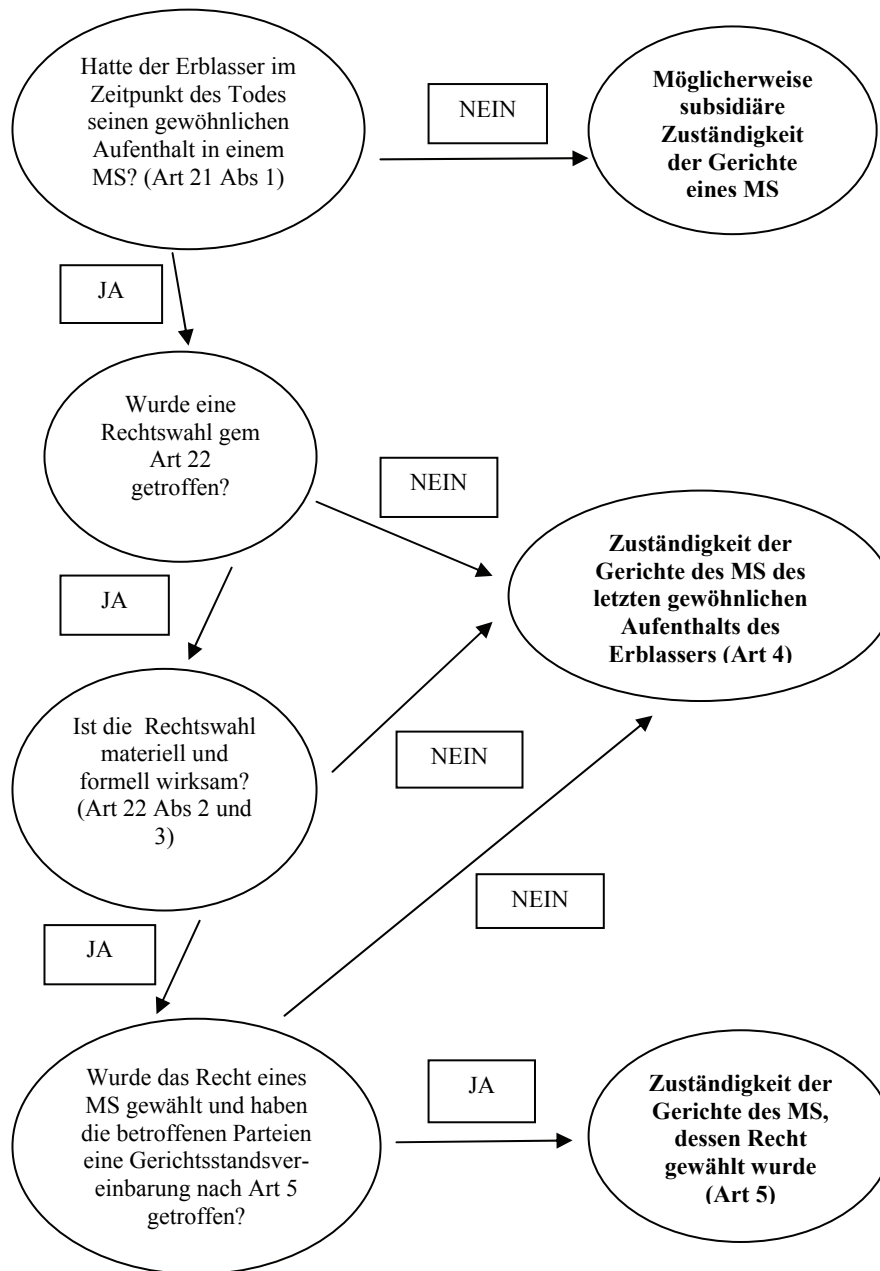 Hatte der Erblasser im
Zeitpunkt des Todes
seinen gewöhnlichen
Aufenthalt in einem
MS? (Art 21 Abs 1)
NEIN
Möglicherweise
subsidiäre
Zuständigkeit
der Gerichte
eines MS
JA
Wurde eine
Rechtswahl gem
Art 22
getroffen?
NEIN
Zuständigkeit der
Gerichte des MS des
letzten gewöhnlichen
Aufenthalts des
Erblassers (Art 4)
JA
Ist die Rechtswahl
materiell und
formell wirksam?
(Art 22 Abs 2 und
3)
NEIN
NEIN
JA
Wurde das Recht eines
MS gewählt und haben
die betroffenen Parteien
eine Gerichtsstandsver-
einbarung nach Art 5
getroffen?
JA
Zuständigkeit der
Gerichte des MS,
dessen Recht
gewählt wurde
(Art 5)